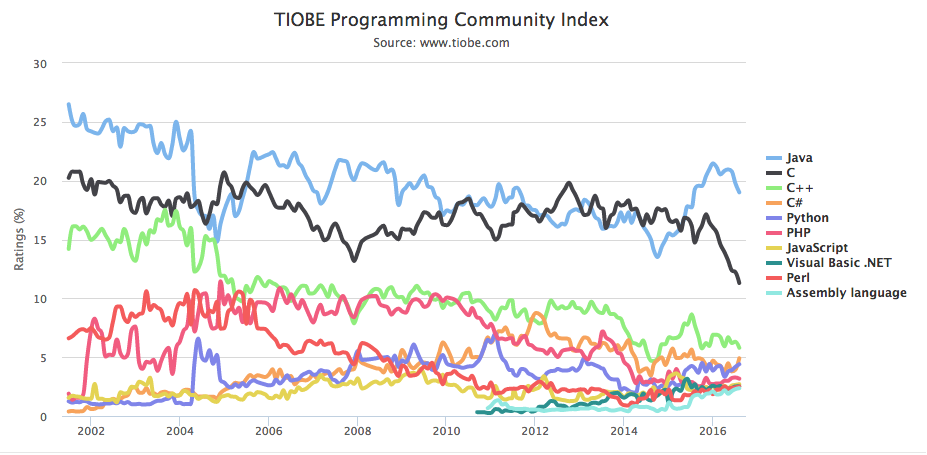 TIOBE Programming Community Index
Source: www.tiobe.com
Ratings (%)
30
25
20
15
10
5
0
2002 2004 2006 2008 2010 2012 2014 2016
Java
C
C++
C#
Python
PHP
JavaScript
Visual Basic .NET
Perl
Assembly language